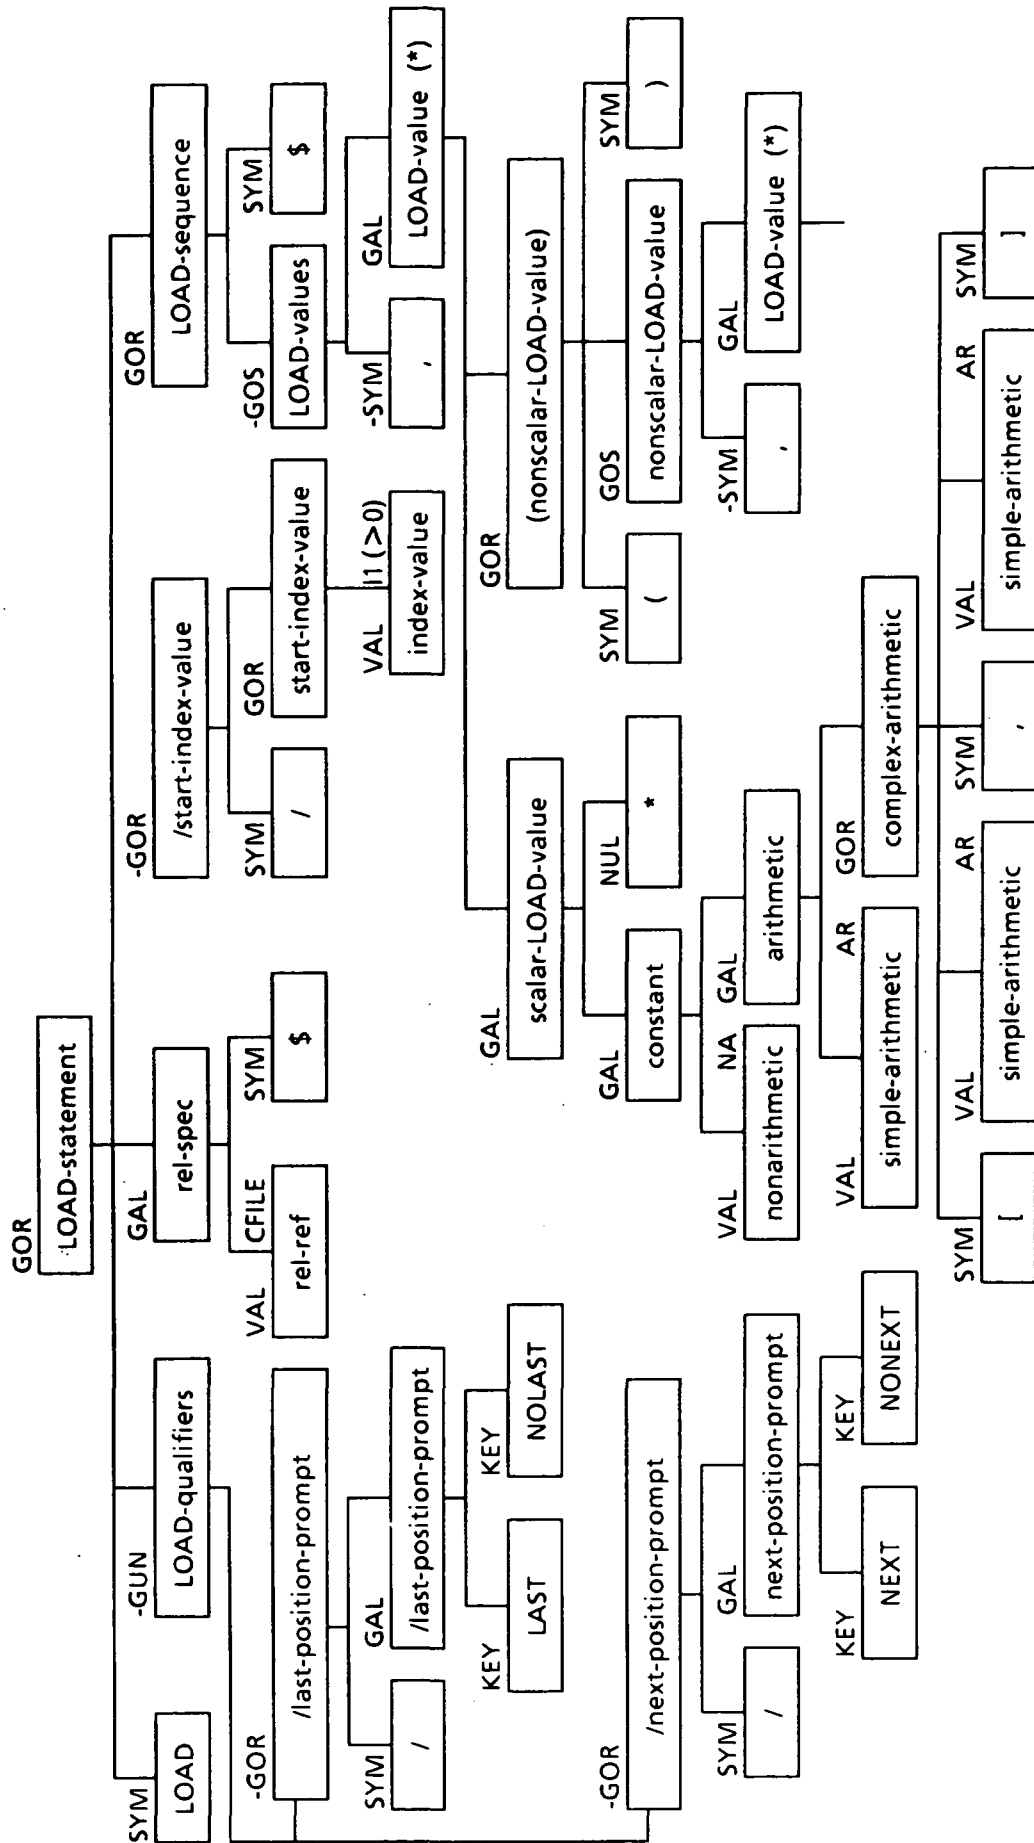 GOR
LOAD-statement
SYM
LOAD
-GUN
LOAD-qualifiers
GAL
rel-spec
-GOR
/start-index-value
GOR
LOAD-sequence
VAL CFILE
rel-ref
SYM
$
SYM
/
GOR
start-index-value
-GOS
LOAD-values
SYM
$
-GOR
/last-position-prompt
VAL I1 (>0)
index-value
-SYM
,
GAL
LOAD-value (*)
SYM
/
GAL
/last-position-prompt
KEY
LAST
KEY
NOLAST
GAL
scalar-LOAD-value
GOR
(nonscalar-LOAD-value)
GAL
constant
NUL
*
SYM
(
GOS
nonscalar-LOAD-value
SYM
)
-GOR
/next-position-prompt
SYM
/
GAL
next-position-prompt
VAL NA
nonarithmetic
GAL
arithmetic
-SYM
,
GAL
LOAD-value (*)
KEY
NEXT
KEY
NONEXT
VAL AR
simple-arithmetic
GOR
complex-arithmetic
SYM
[
VAL AR
simple-arithmetic
SYM
,
VAL AR
simple-arithmetic
SYM
]